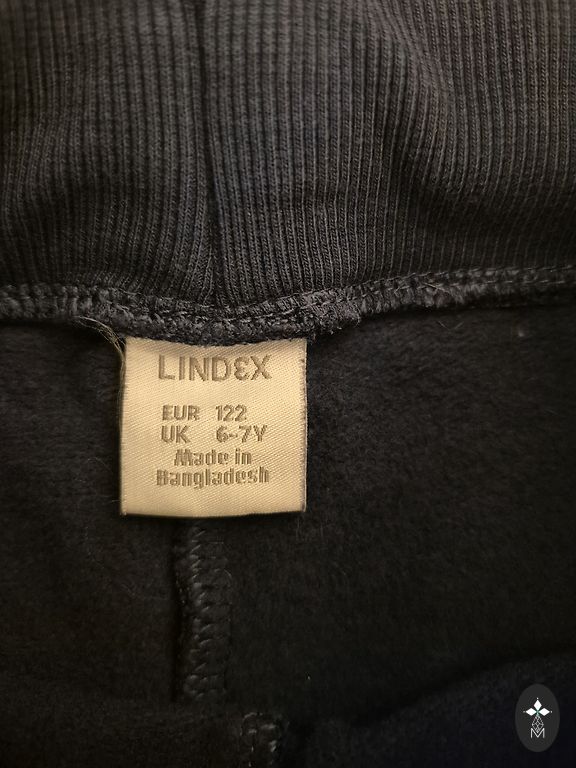 LINDEX
EUR 122
UK 6-7Y
Made in
Bangladesh
M